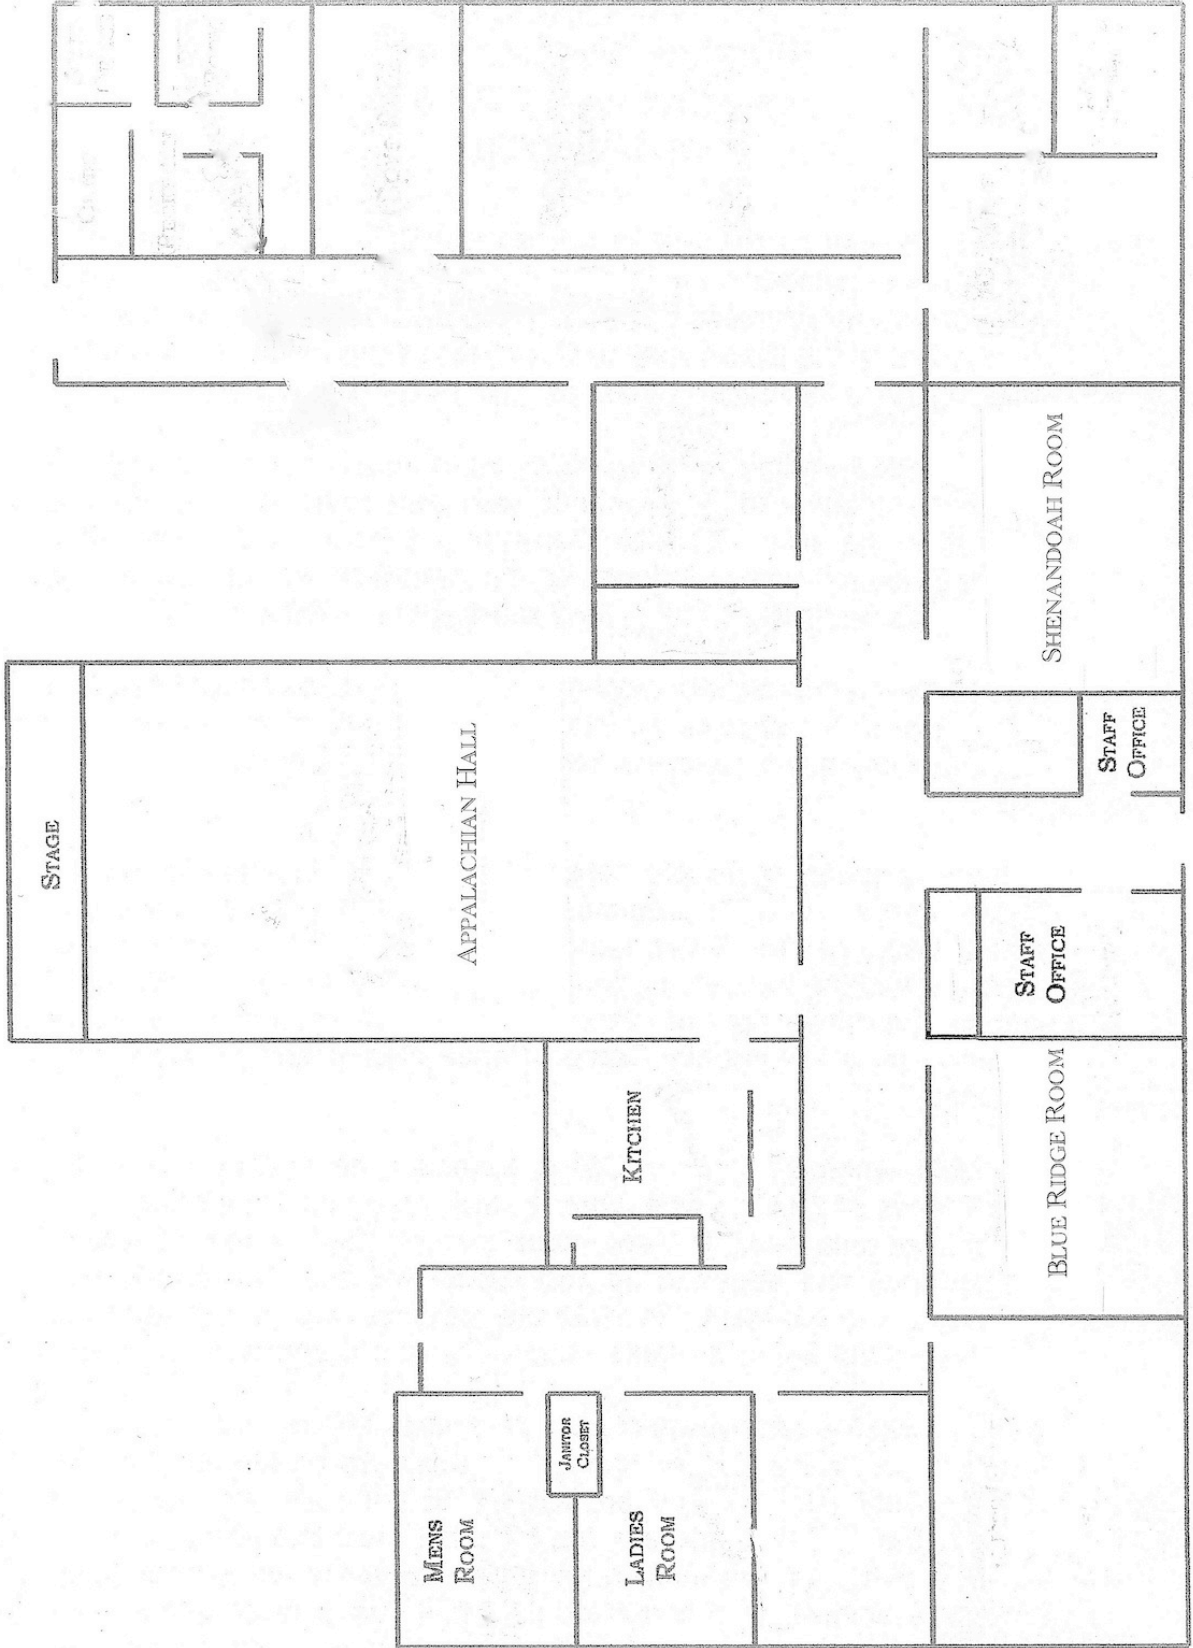 STAGE
APPALACHIAN HALL
KITCHEN
MENS
ROOM
JANITOR
CLOSET
LADIES
ROOM
SHENANDOAH ROOM
STAFF
OFFICE
STAFF
OFFICE
BLUE RIDGE ROOM